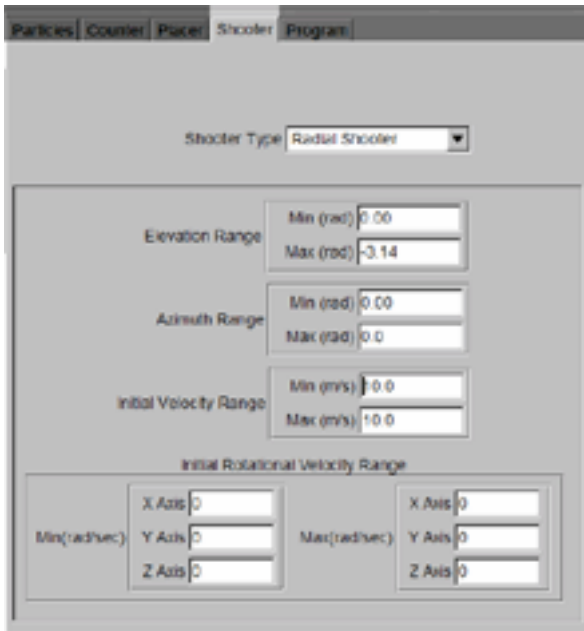 Particles Counter Placer Shooter Program
Shooter Type Radial Shooter
Elevation Range
Min (rad) 0.00
Max (rad) -3.14
Azimuth Range
Min (rad) 0.00
Max (rad) 0.0
Initial Velocity Range
Min (m/s) 10.0
Max (m/s) 10.0
Initial Rotational Velocity Range
Min(rad/sec)
X Axis 0
Y Axis 0
Z Axis 0
Max(rad/sec)
X Axis 0
Y Axis 0
Z Axis 0